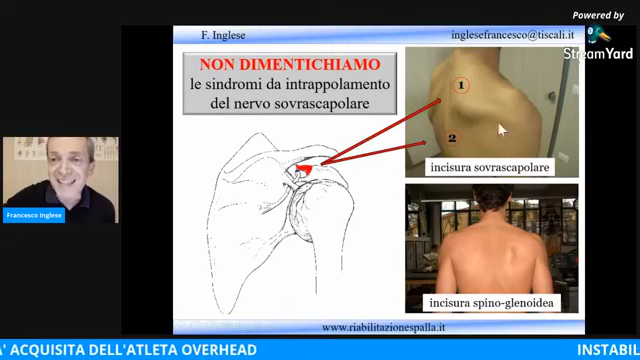 Powered by
StreamYard
F. Inglese
inglesefrancesco@tiscali.it
NON DIMENTICHIAMO
le sindromi da intrappolamento
del nervo sovrascapolare
1
2
incisura sovrascapolare
Francesco Inglese
incisura spino-glenoidea
www.riabilitazionespalla.it
A' ACQUISITA DELL'ATLETA OVERHEAD
INSTABIL